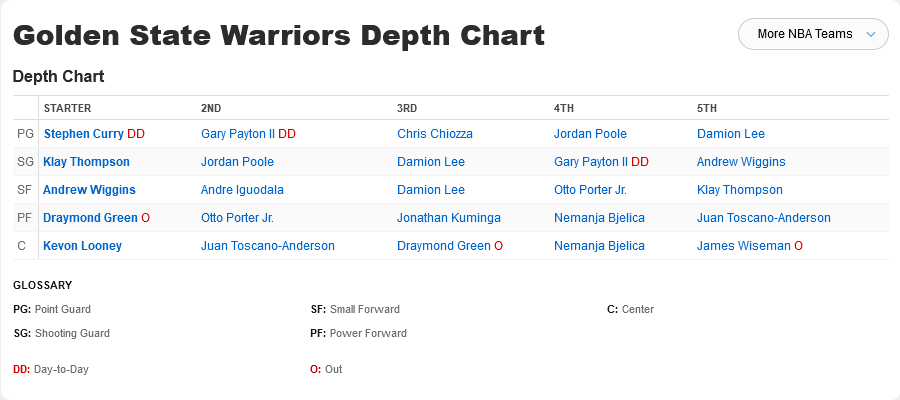 Golden State Warriors Depth Chart
More NBA Teams
Depth Chart
STARTER 2ND 3RD 4TH 5TH
PG Stephen Curry DD Gary Payton II DD Chris Chiozza Jordan Poole Damion Lee
SG Klay Thompson Jordan Poole Damion Lee Gary Payton II DD Andrew Wiggins
SF Andrew Wiggins Andre Iguodala Damion Lee Otto Porter Jr. Klay Thompson
PF Draymond Green O Otto Porter Jr. Jonathan Kuminga Nemanja Bjelica Juan Toscano-Anderson
C Kevon Looney Juan Toscano-Anderson Draymond Green O Nemanja Bjelica James Wiseman O
GLOSSARY
PG: Point Guard SF: Small Forward C: Center
SG: Shooting Guard PF: Power Forward
DD: Day-to-Day O: Out